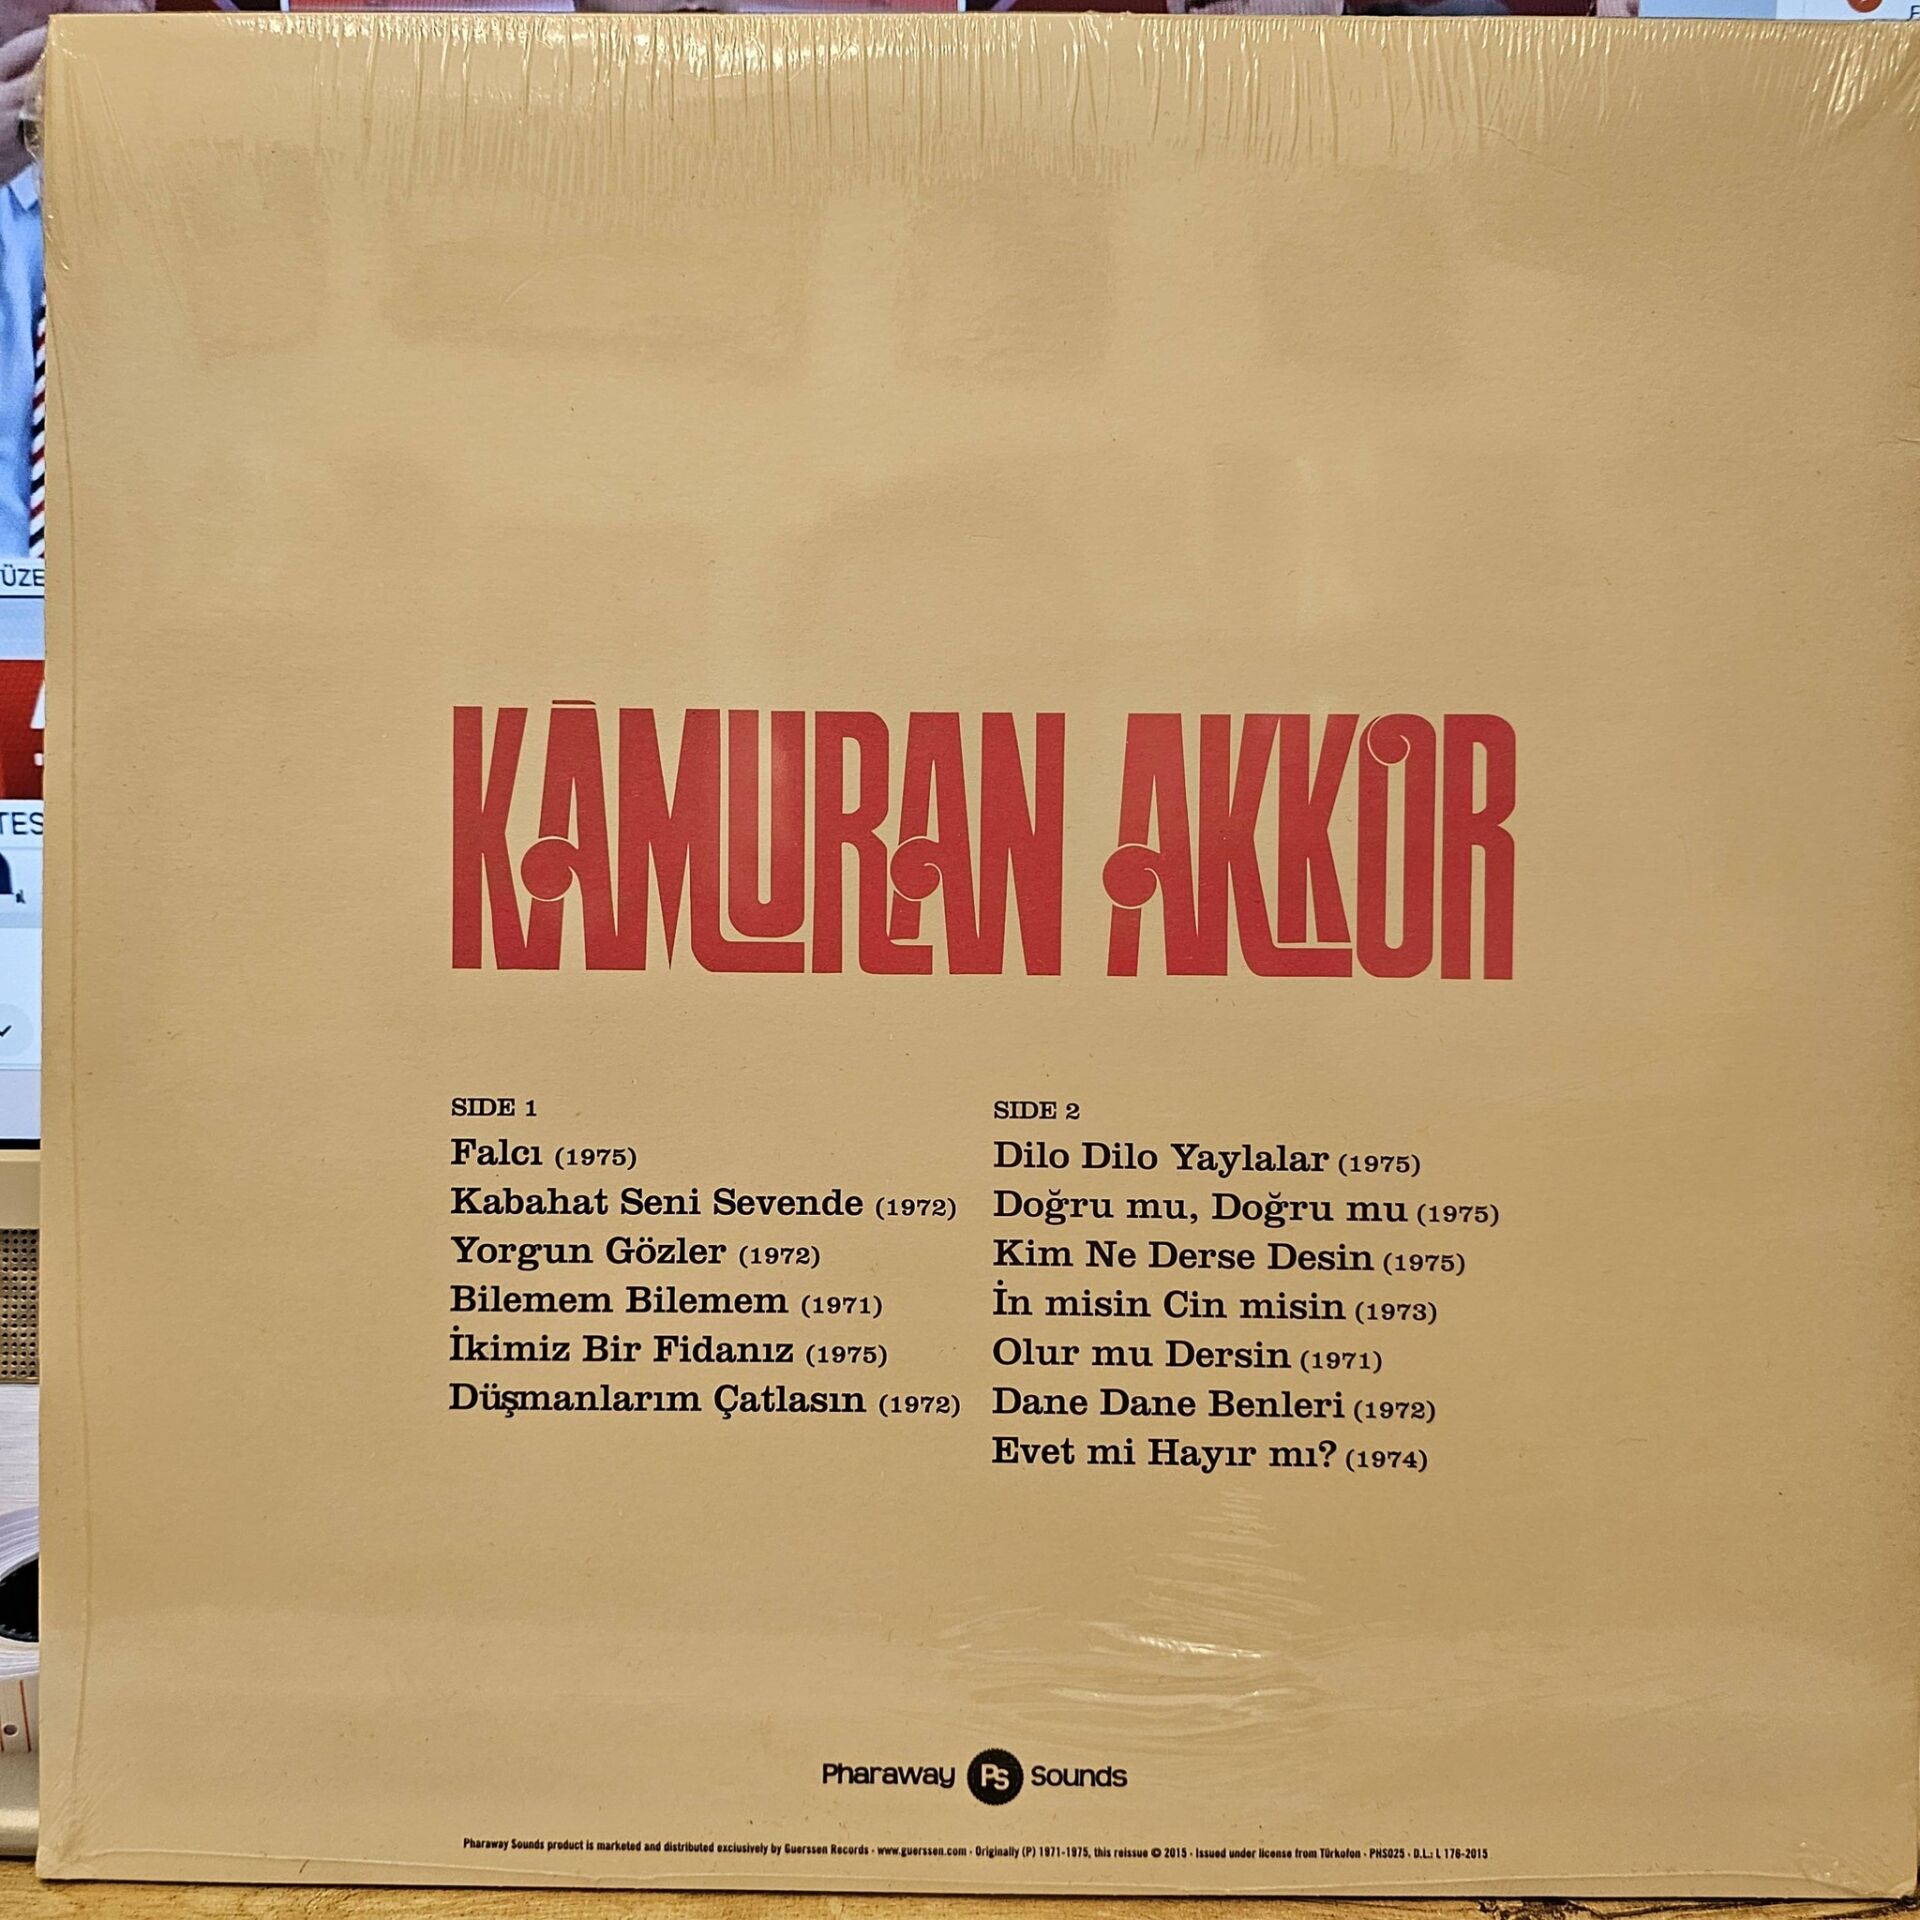 KÂMURAN AKKOR
SIDE 1
Falcı (1975)
Kabahat Seni Sevende (1972)
Yorgun Gözler (1972)
Bilemem Bilemem (1971)
İkimiz Bir Fidanız (1975)
Düşmanlarım Çatlasın (1972)
SIDE 2
Dilo Dilo Yaylalar (1975)
Doğru mu, Doğru mu (1975)
Kim Ne Derse Desin (1975)
İn misin Cin misin (1973)
Olur mu Dersin (1971)
Dane Dane Benleri (1972)
Evet mi Hayır mı? (1974)
Pharaway PS Sounds
Pharaway Sounds product is marketed and distributed exclusively by Guerssen Records - www.guerssen.com - Originally (P) 1971-1975, this reissue © 2015 - Issued under license from Türkofon - PHS025 - D.L.: L 176-2015
ÜZE
TES